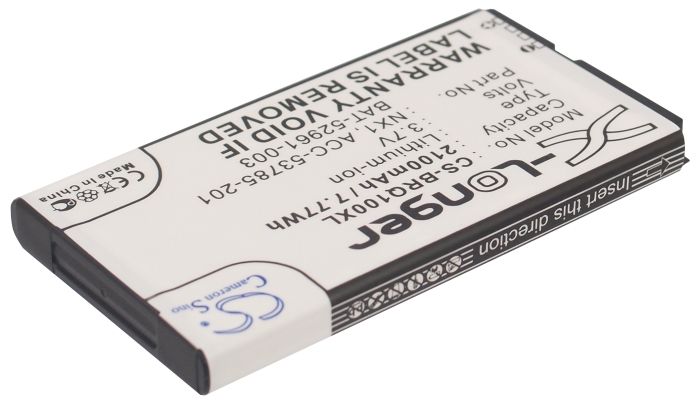 X-Longer
Model No CS-BRQ100XL
Capacity 2100mAh / 7.77Wh
Type Lithium-ion
Volts 3.7V
Part No. NX1, ACC-53785-201
BAT-52961-003
WARRANTY VOID IF
LABEL IS REMOVED
Insert this direction
CE
Made in China
CS
Cameron Sino